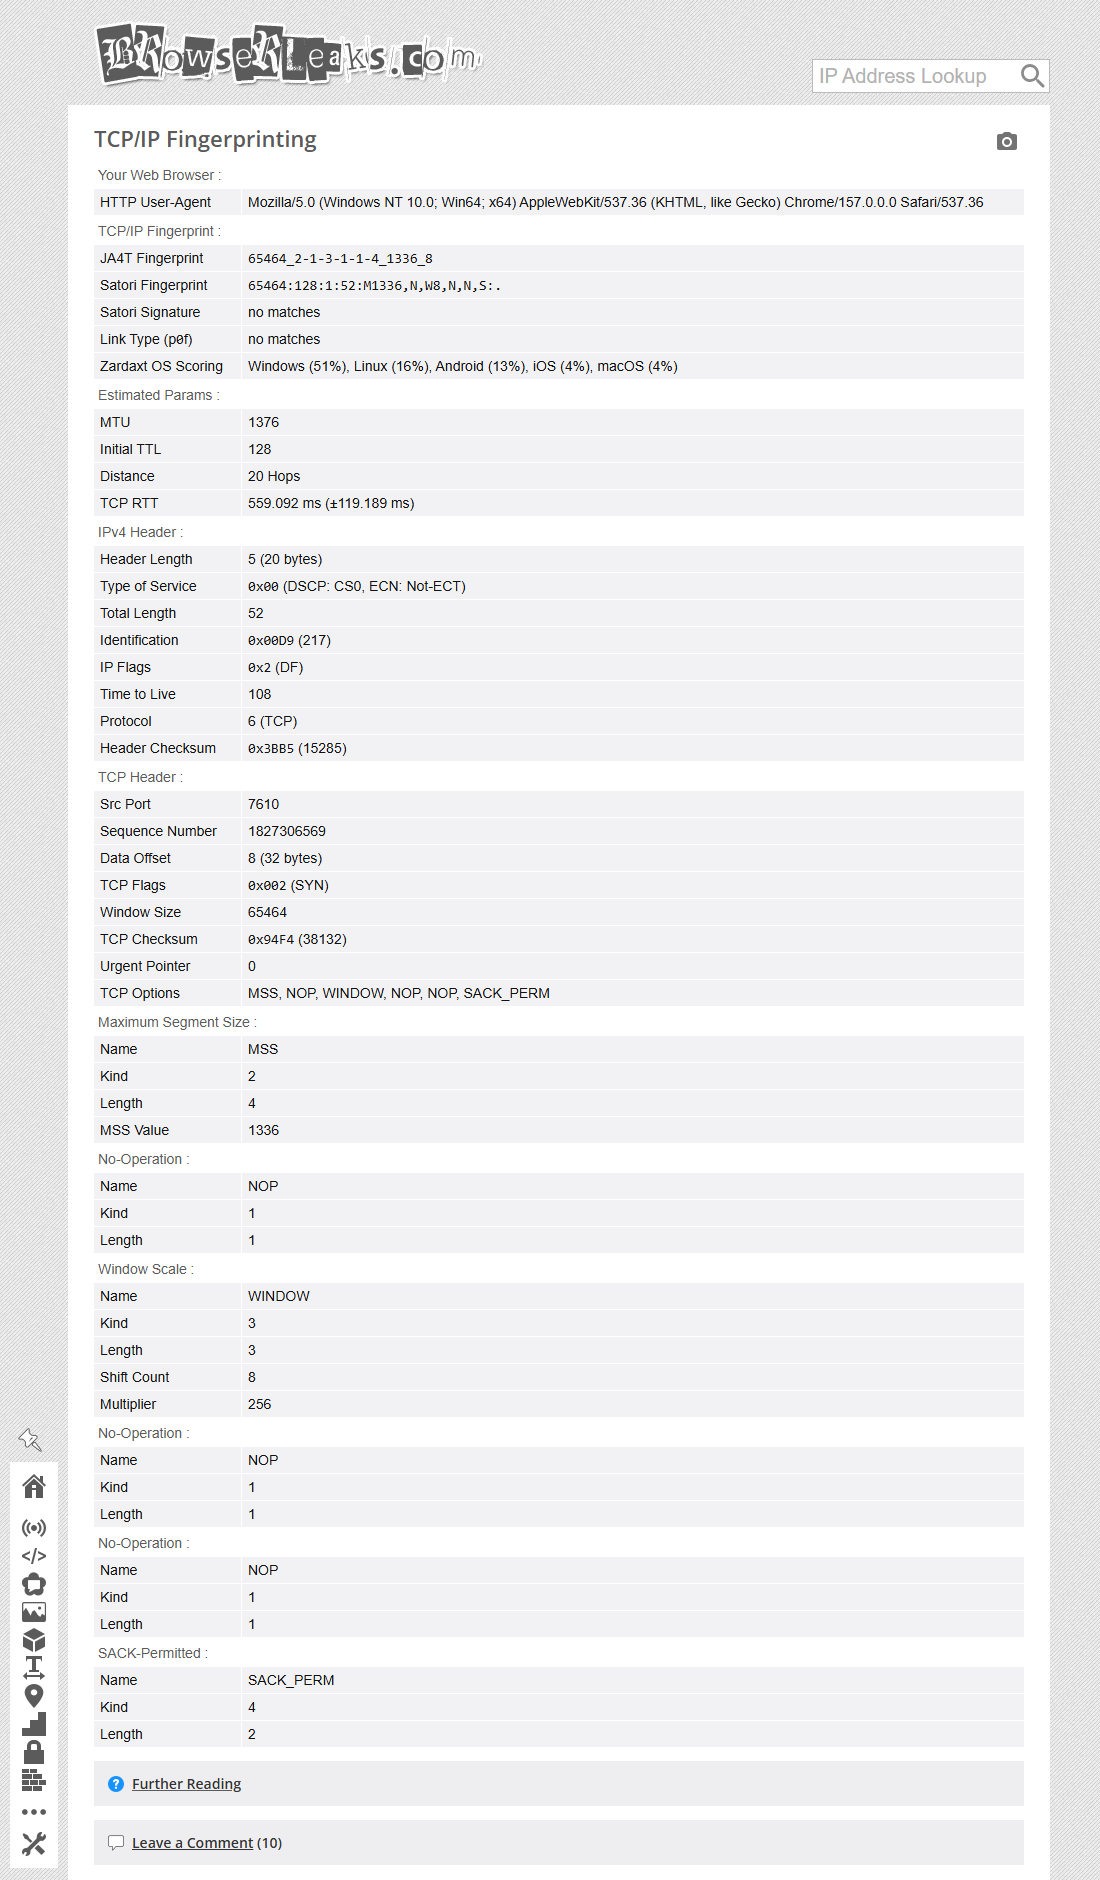 BRowseRLeaks.com
IP Address Lookup
TCP/IP Fingerprinting
Your Web Browser :
HTTP User-Agent Mozilla/5.0 (Windows NT 10.0; Win64; x64) AppleWebKit/537.36 (KHTML, like Gecko) Chrome/157.0.0.0 Safari/537.36
TCP/IP Fingerprint :
JA4T Fingerprint 65464_2-1-3-1-1-4_1336_8
Satori Fingerprint 65464:128:1:52:M1336,N,W8,N,N,S:.
Satori Signature no matches
Link Type (p0f) no matches
Zardaxt OS Scoring Windows (51%), Linux (16%), Android (13%), iOS (4%), macOS (4%)
Estimated Params :
MTU 1376
Initial TTL 128
Distance 20 Hops
TCP RTT 559.092 ms (±119.189 ms)
IPv4 Header :
Header Length 5 (20 bytes)
Type of Service 0x00 (DSCP: CS0, ECN: Not-ECT)
Total Length 52
Identification 0x00D9 (217)
IP Flags 0x2 (DF)
Time to Live 108
Protocol 6 (TCP)
Header Checksum 0x3BB5 (15285)
TCP Header :
Src Port 7610
Sequence Number 1827306569
Data Offset 8 (32 bytes)
TCP Flags 0x002 (SYN)
Window Size 65464
TCP Checksum 0x94F4 (38132)
Urgent Pointer 0
TCP Options MSS, NOP, WINDOW, NOP, NOP, SACK_PERM
Maximum Segment Size :
Name MSS
Kind 2
Length 4
MSS Value 1336
No-Operation :
Name NOP
Kind 1
Length 1
Window Scale :
Name WINDOW
Kind 3
Length 3
Shift Count 8
Multiplier 256
No-Operation :
Name NOP
Kind 1
Length 1
No-Operation :
Name NOP
Kind 1
Length 1
SACK-Permitted :
Name SACK_PERM
Kind 4
Length 2
Further Reading
Leave a Comment (10)